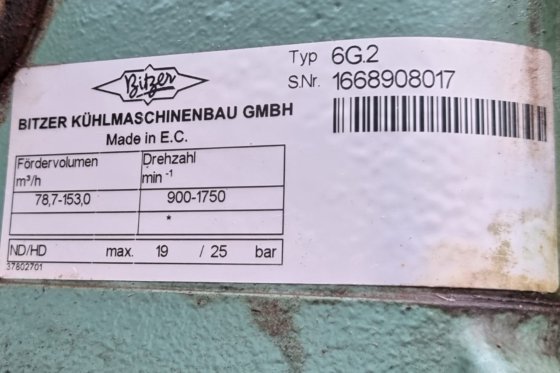 Bitzer
BITZER KÜHLMASCHINENBAU GMBH
Made in E.C.
Typ 6G.2
S.Nr. 1668908017
Fördervolumen m³/h
Drehzahl min -1
78,7-153,0 900-1750
*
ND/HD max. 19 / 25 bar
37802701